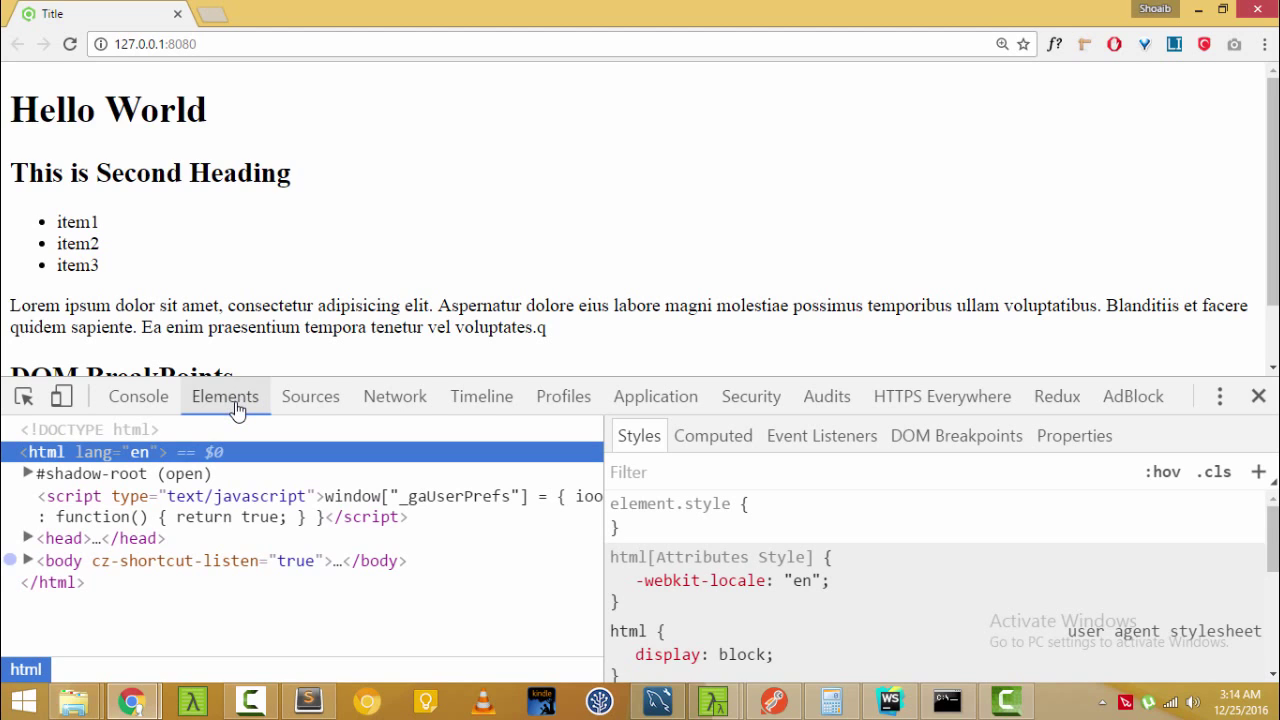 Title
Shoaib
127.0.0.1:8080
f?
LI
Hello World
This is Second Heading
item1
item2
item3
Lorem ipsum dolor sit amet, consectetur adipisicing elit. Aspernatur dolore eius labore magni molestiae possimus temporibus ullam voluptatibus. Blanditiis et facere
quidem sapiente. Ea enim praesentium tempora tenetur vel voluptates.q
DOM BreakPoints
Console Elements Sources Network Timeline Profiles Application Security Audits HTTPS Everywhere Redux AdBlock
<!DOCTYPE html>
<html lang="en"> == $0
#shadow-root (open)
<script type="text/javascript">window["_gaUserPrefs"] = { ioo
: function() { return true; } }</script>
<head>…</head>
<body cz-shortcut-listen="true">…</body>
</html>
html
Styles Computed Event Listeners DOM Breakpoints Properties
Filter :hov .cls +
element.style {
}
html[Attributes Style] {
-webkit-locale: "en";
}
html { user agent stylesheet
display: block;
}
Activate Windows
Go to PC settings to activate Windows.
kindle
WS
3:14 AM
12/25/2016